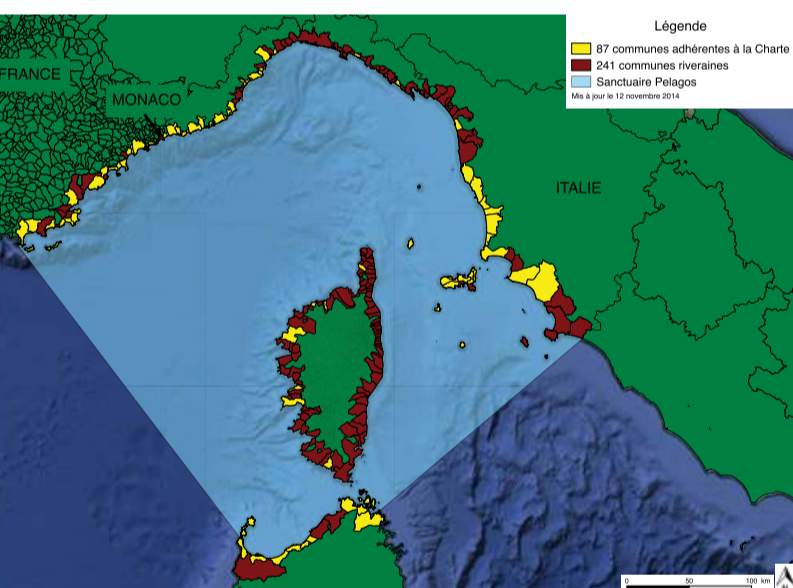 Légende
87 communes adhérentes à la Charte
241 communes riveraines
Sanctuaire Pelagos
Mis à jour le 12 novembre 2014
FRANCE
MONACO
ITALIE
0 50 100 km